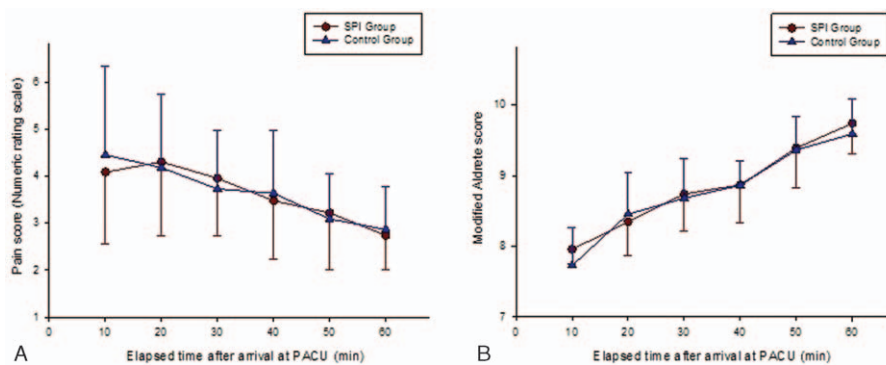 SPI Group
Control Group
Pain score (Numeric rating scale)
6
5
4
3
2
1
0
10
20
30
40
50
60
Elapsed time after arrival at PACU (min)
A
SPI Group
Control Group
Modified Aldrete score
10
9
8
7
0
10
20
30
40
50
60
Elapsed time after arrival at PACU (min)
B